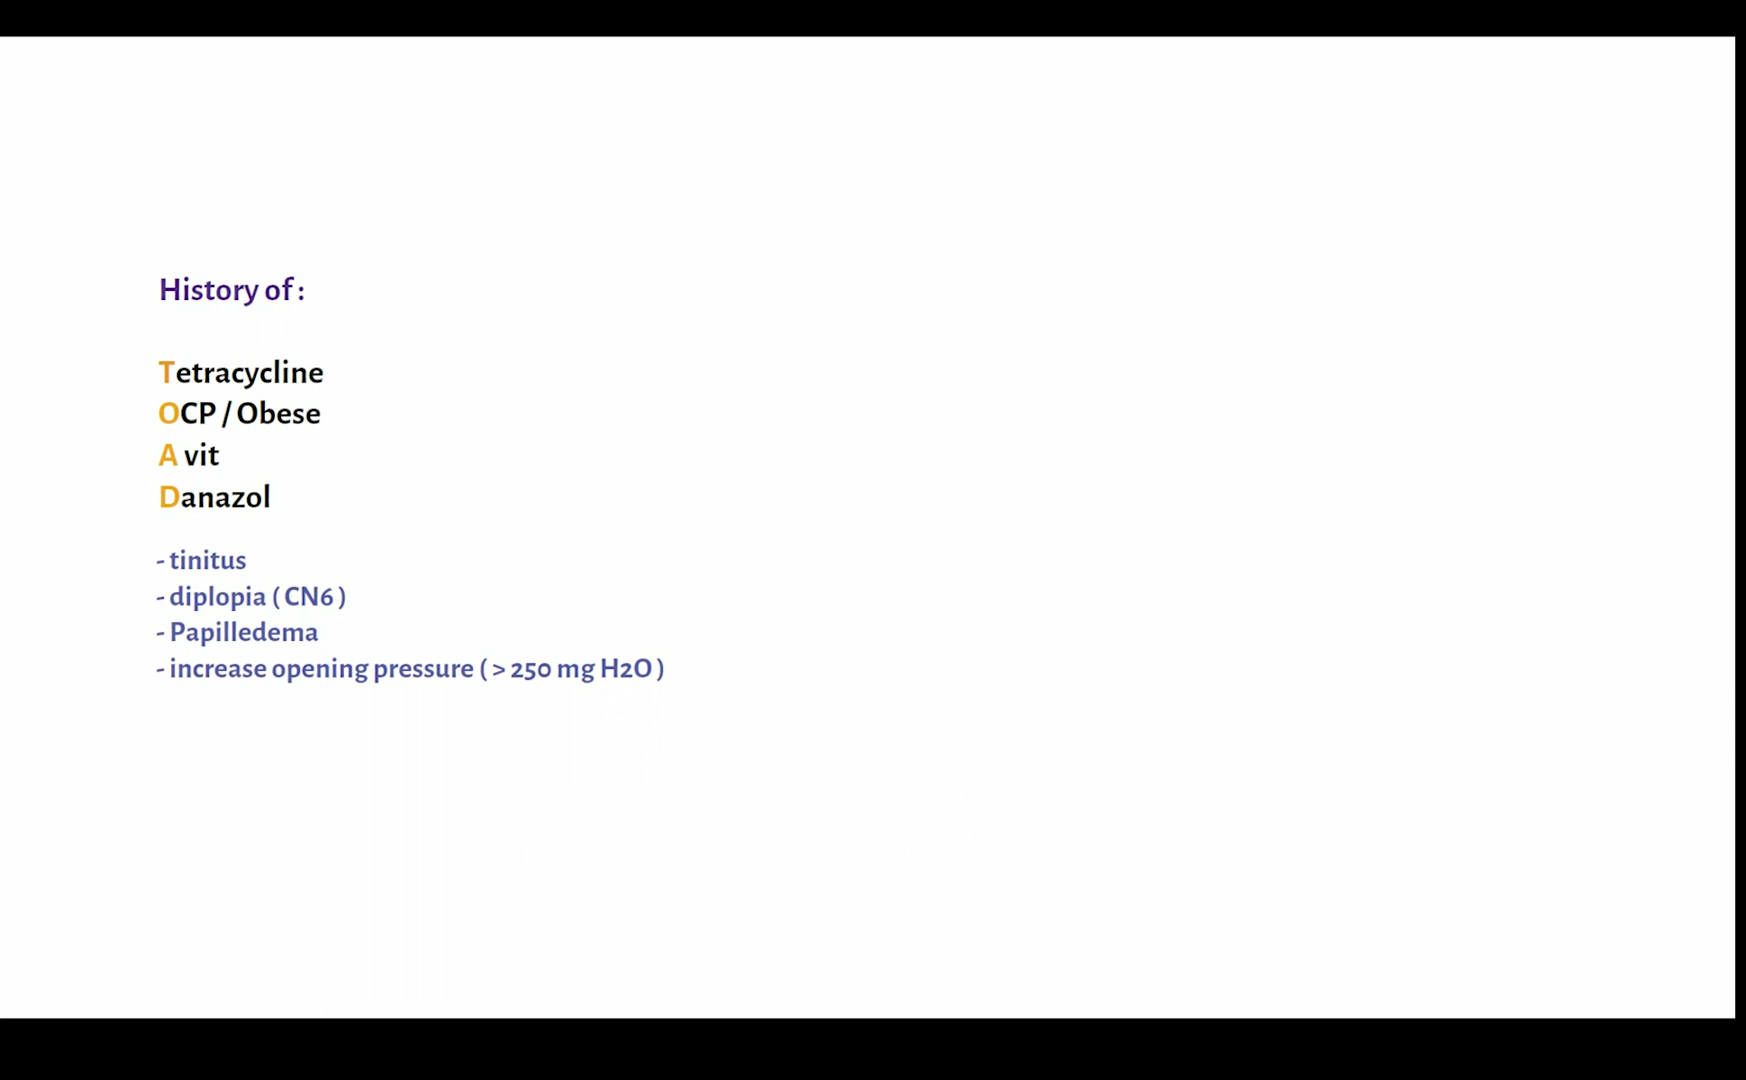 History of :
Tetracycline
OCP / Obese
A vit
Danazol
- tinitus
- diplopia ( CN6 )
- Papilledema
- increase opening pressure ( > 250 mg H2O )